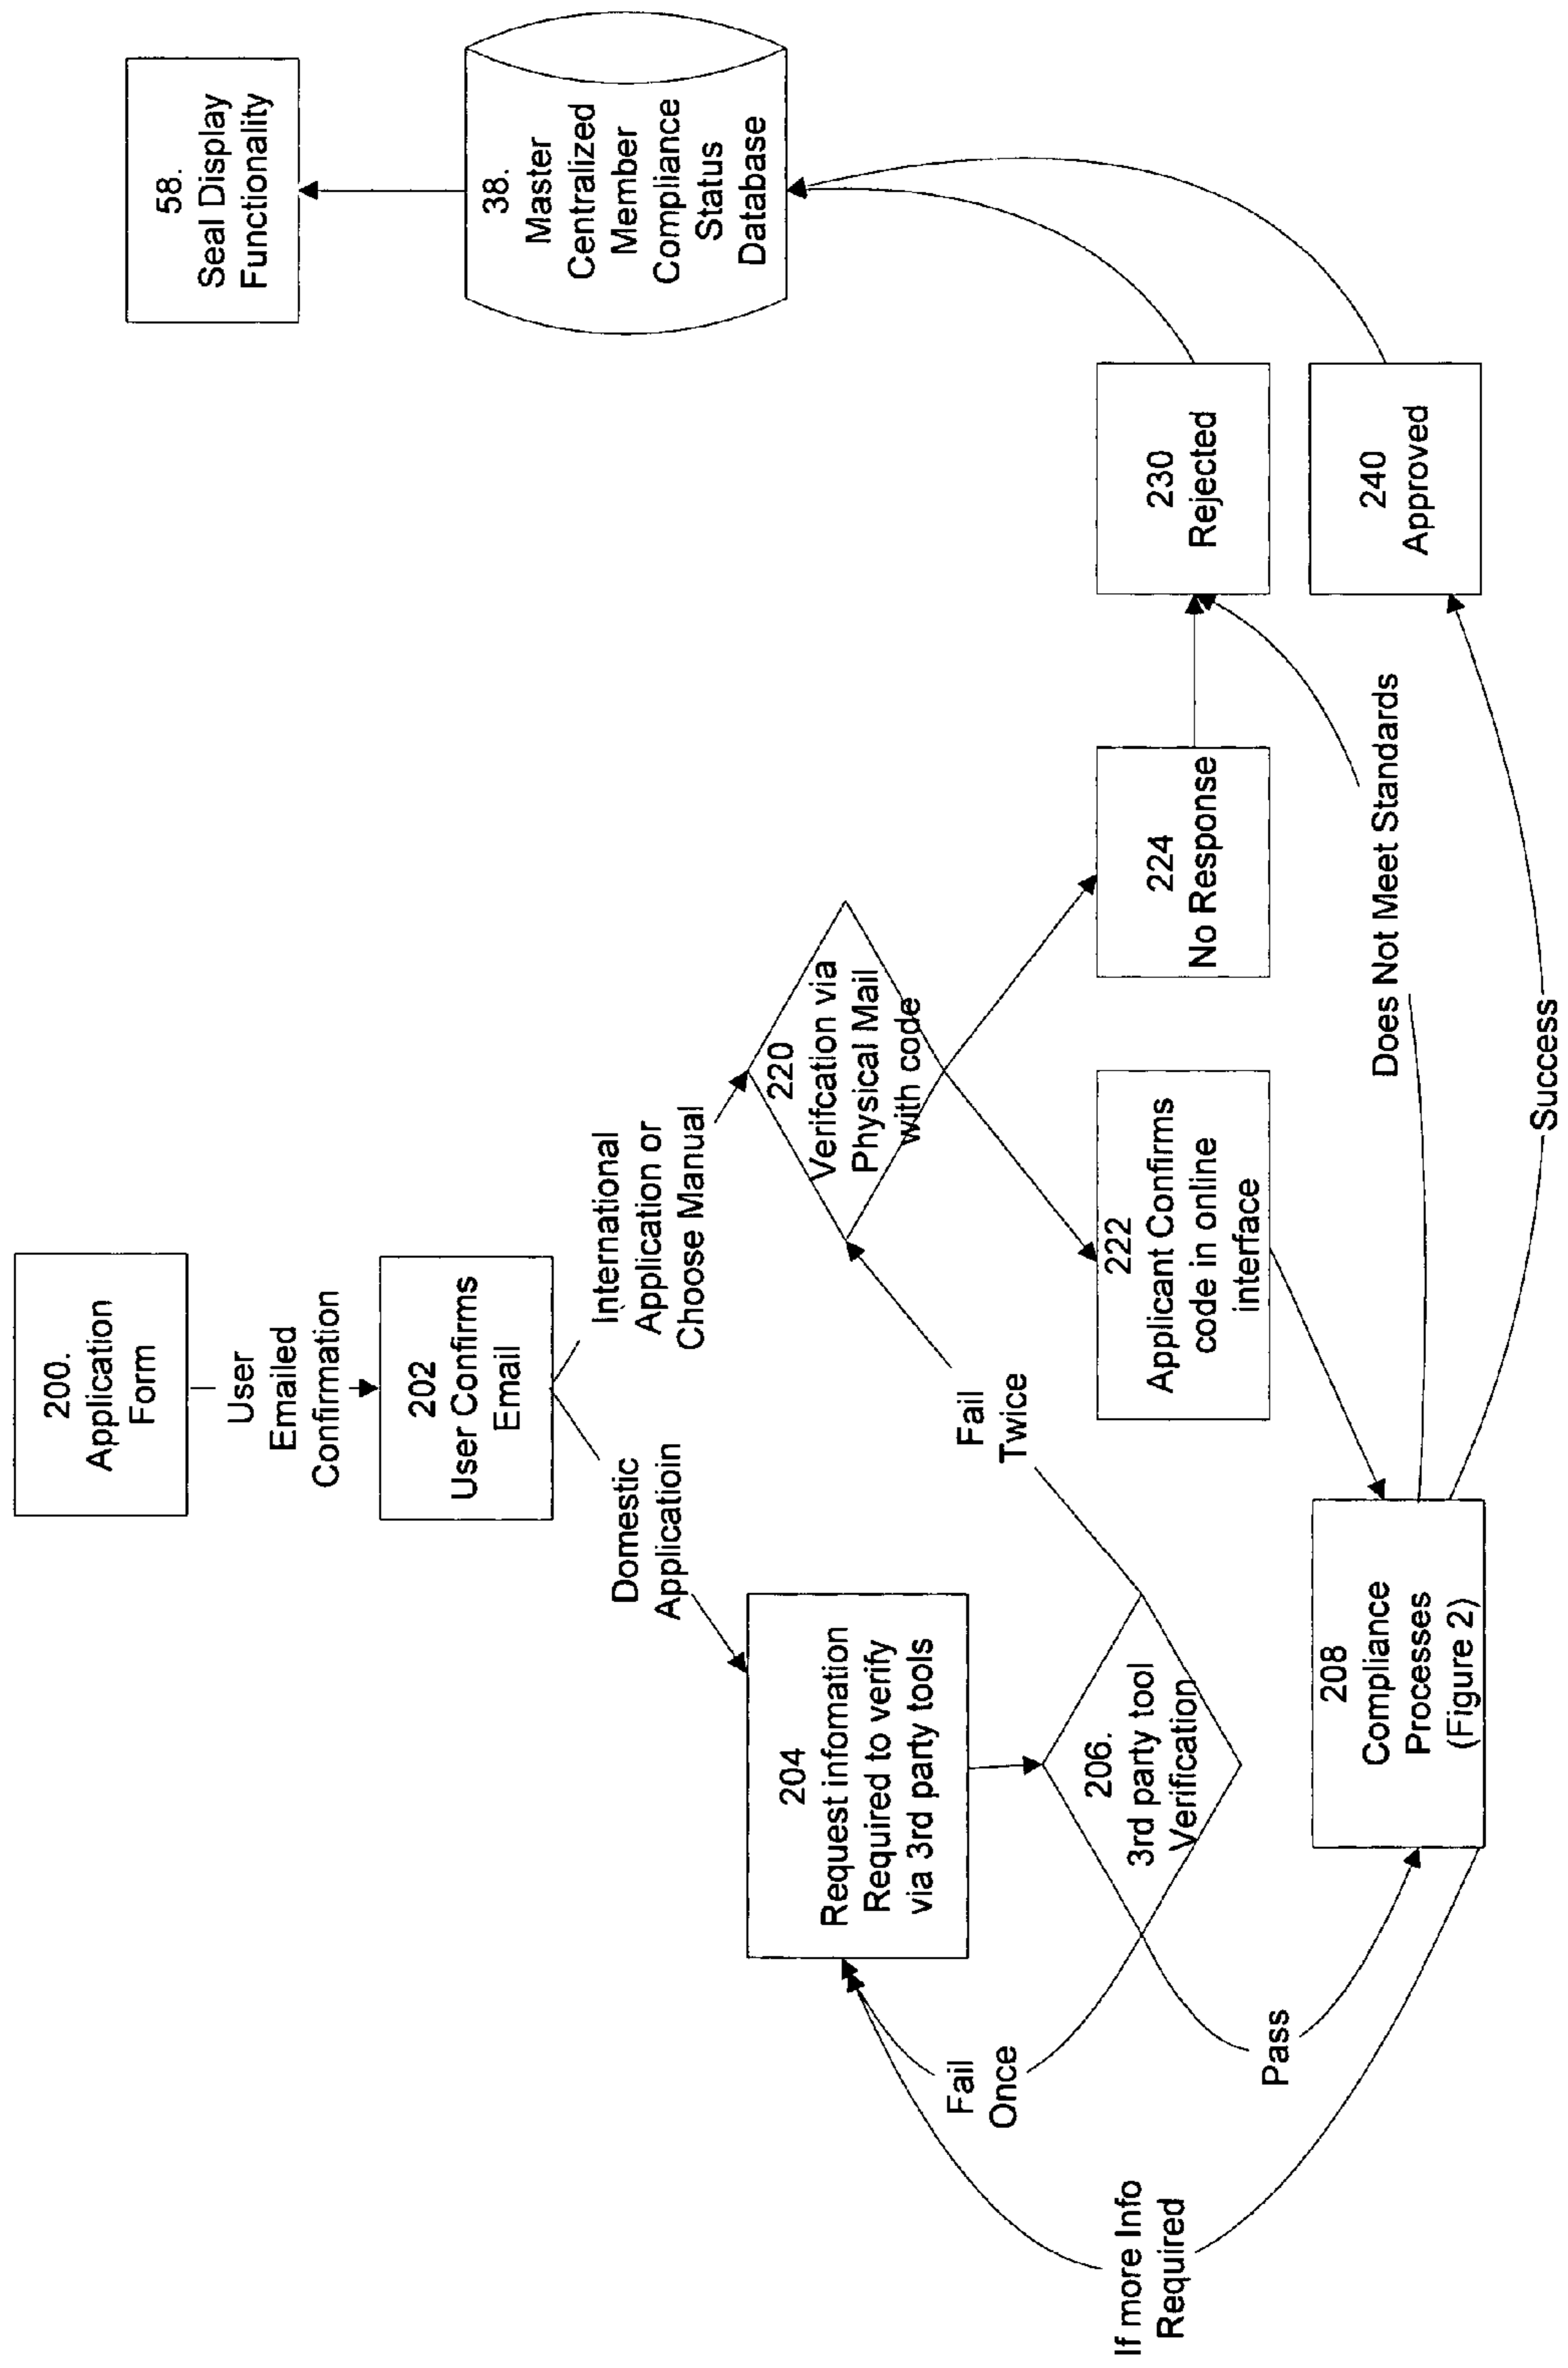 200.
Application
Form
User
Emailed
Confirmation
202
User Confirms
Email
Domestic
Applicatioin
International
Application or
Choose Manual
204
Request infomation
Required to verify
via 3rd party tools
206.
3rd party tool
Verification
Fail
Once
Fail
Twice
Pass
If more Info
Required
208
Compliance
Processes
(Figure 2)
220
Verifcation via
Physical Mail
with code
222
Applicant Confirms
code in online
interface
224
No Response
Does Not Meet Standards
Success
230
Rejected
240
Approved
38.
Master
Centralized
Member
Compliance
Status
Database
58.
Seal Display
Functionality